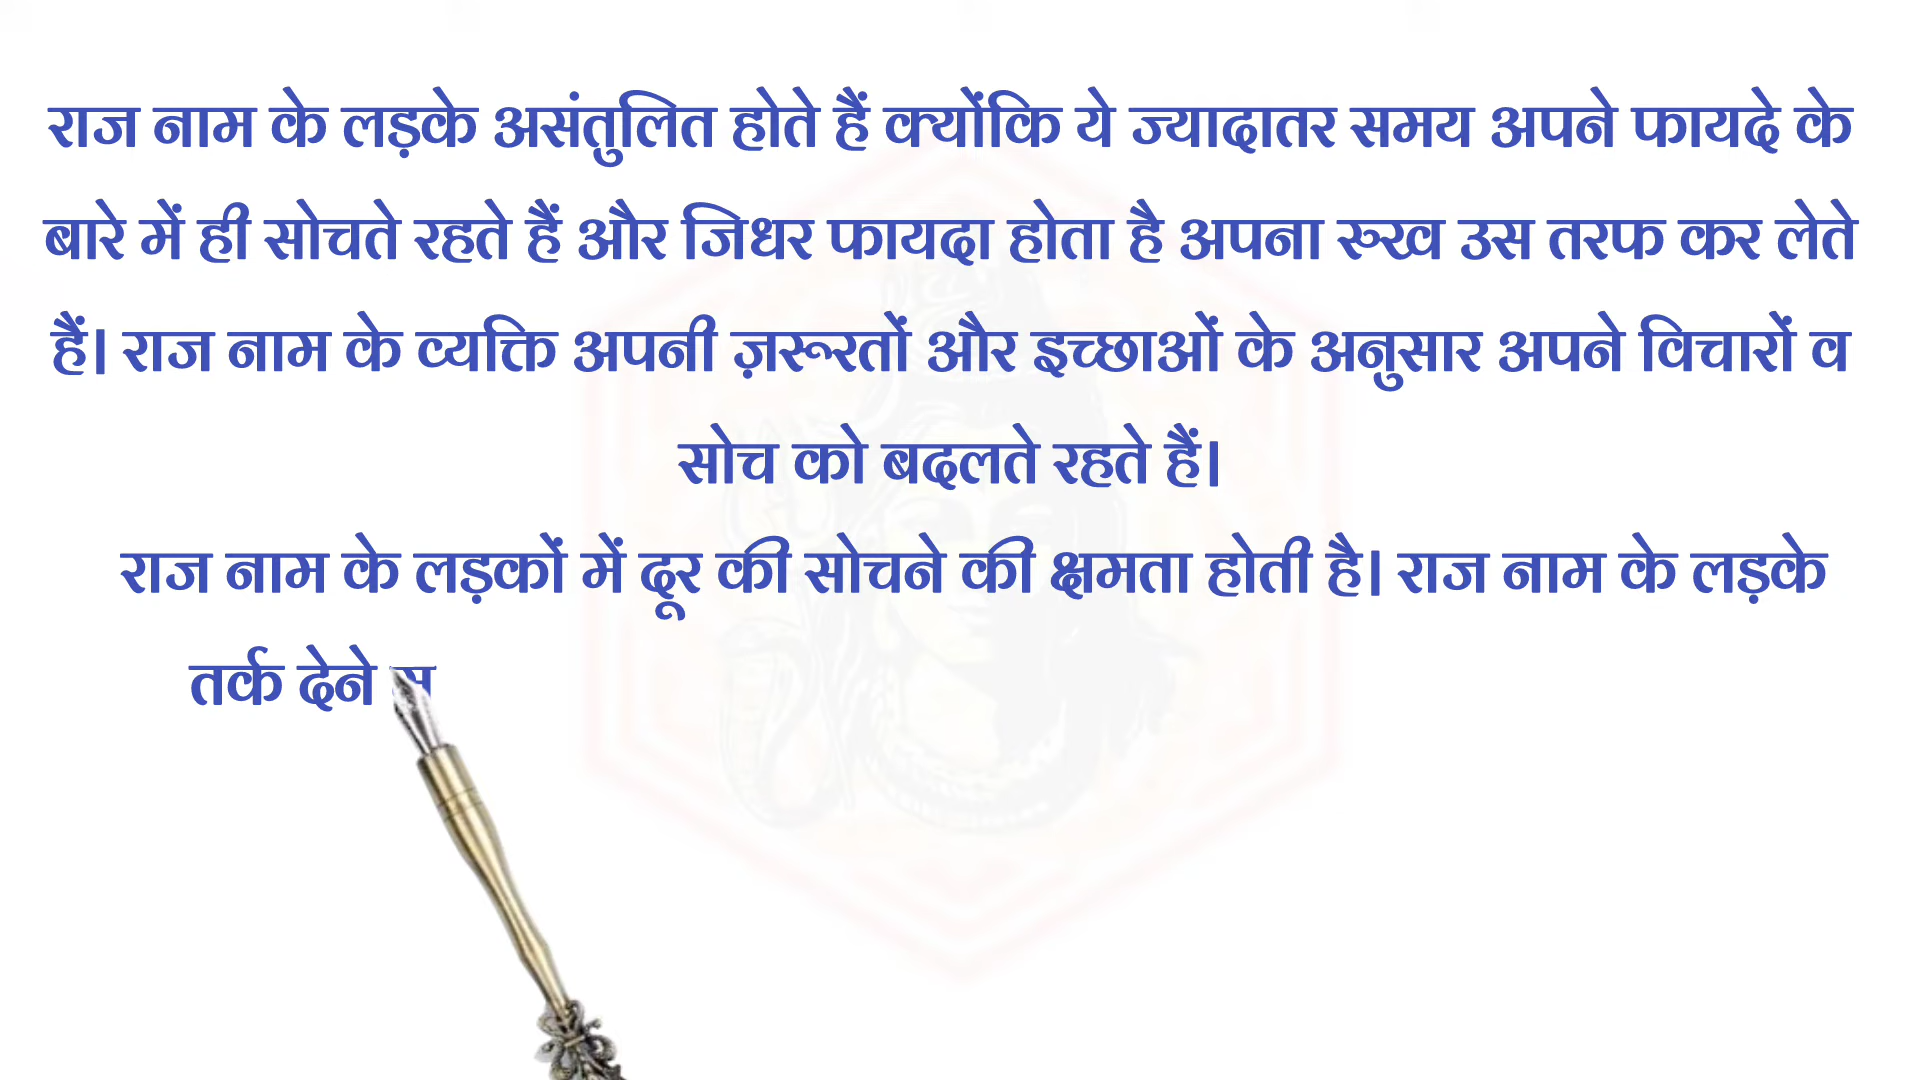 राज नाम के लड़के असंतुलित होते हैं क्योंकि ये ज्यादातर समय अपने फायदे के
बारे में ही सोचते रहते हैं और जिधर फायदा होता है अपना रुख उस तरफ कर लेते
हैं। राज नाम के व्यक्ति अपनी ज़रूरतों और इच्छाओं के अनुसार अपने विचारों व
सोच को बदलते रहते हैं।
राज नाम के लड़कों में दूर की सोचने की क्षमता होती है। राज नाम के लड़के
तर्क देने